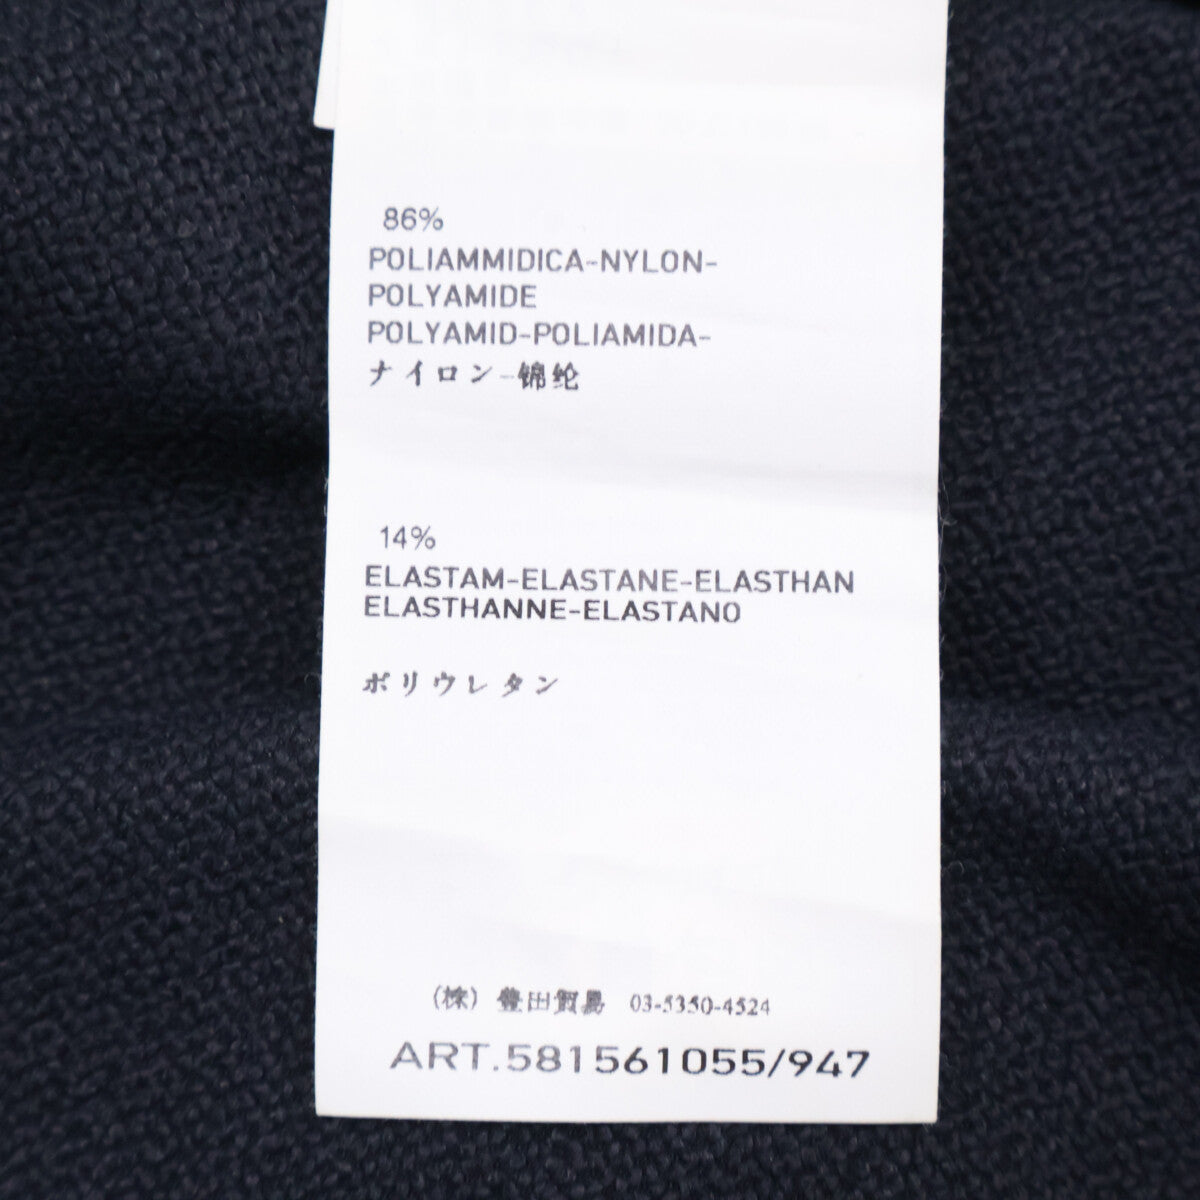 86%
POLIAMMIDICA-NYLON-
POLYAMIDE
POLYAMID-POLIAMIDA-
ナイロン-锦纶
14%
ELASTAM-ELASTANE-ELASTHAN
ELASTHANNE-ELASTANO
ポリウレタン
(株) 豊田貿易 03-5350-4524
ART.581561055/947